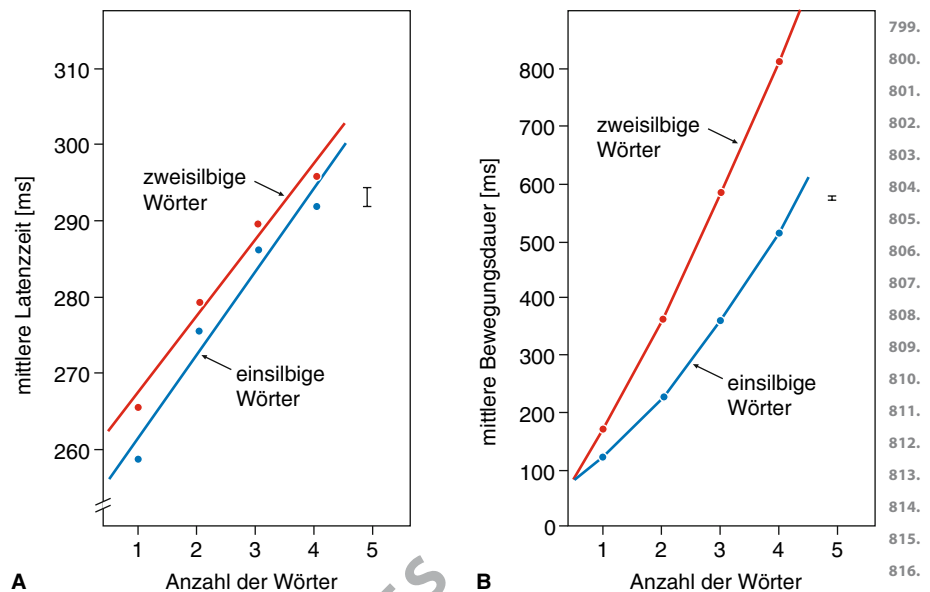 310
300
290
280
270
260
mittlere Latenzzeit [ms]
zweisilbige
Wörter
einsilbige
Wörter
1 2 3 4 5
A Anzahl der Wörter
800
700
600
500
400
300
200
100
0
mittlere Bewegungsdauer [ms]
zweisilbige
Wörter
einsilbige
Wörter
1 2 3 4 5
B Anzahl der Wörter
799.
800.
801.
802.
803.
804.
805.
806.
807.
808.
809.
810.
811.
812.
813.
814.
815.
816.